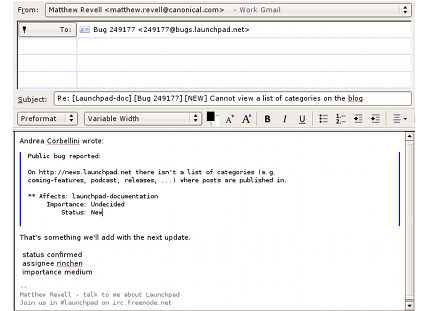 From: Matthew Revell <matthew.revell@canonical.com> - Work Gmail
To: Bug 249177 <249177@bugs.launchpad.net>
Subject: Re: [Launchpad-doc] [Bug 249177] [NEW] Cannot view a list of categories on the blog
Preformat Variable Width A A B I U
Andrea Corbellini wrote:
Public bug reported:
On http://news.launchpad.net there isn't a list of categories (e.g.
coming-features, podcast, releases, ...) where posts are published in.
** Affects: launchpad-documentation
Importance: Undecided
Status: New
That's something we'll add with the next update.
status confirmed
assignee rinchen
importance medium
--
Matthew Revell - talk to me about Launchpad
Join us in #launchpad on irc.freenode.net